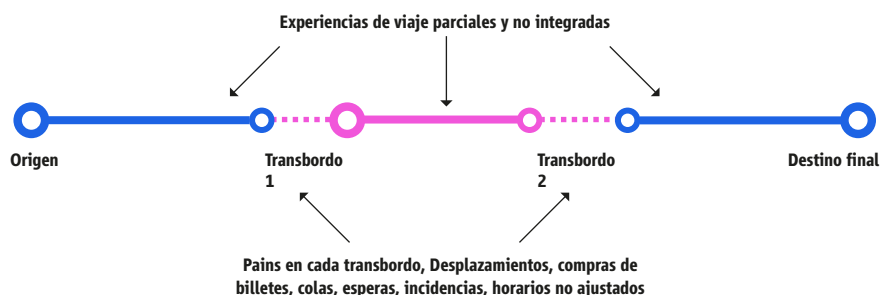 Experiencias de viaje parciales y no integradas
Origen
Transbordo
1
Transbordo
2
Destino final
Pains en cada transbordo, Desplazamientos, compras de
billetes, colas, esperas, incidencias, horarios no ajustados